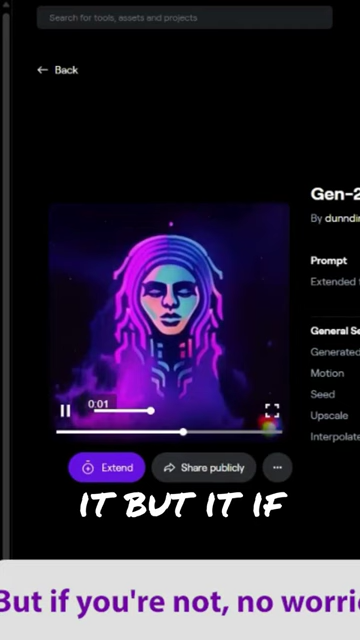 Search for tools, assets and projects
← Back
Gen-2
By dunndi
Prompt
Extended
General Se
Generated
Motion
Seed
Upscale
Interpolate
0:01
Extend
Share publicly
IT BUT IT IF
But if you're not, no worri